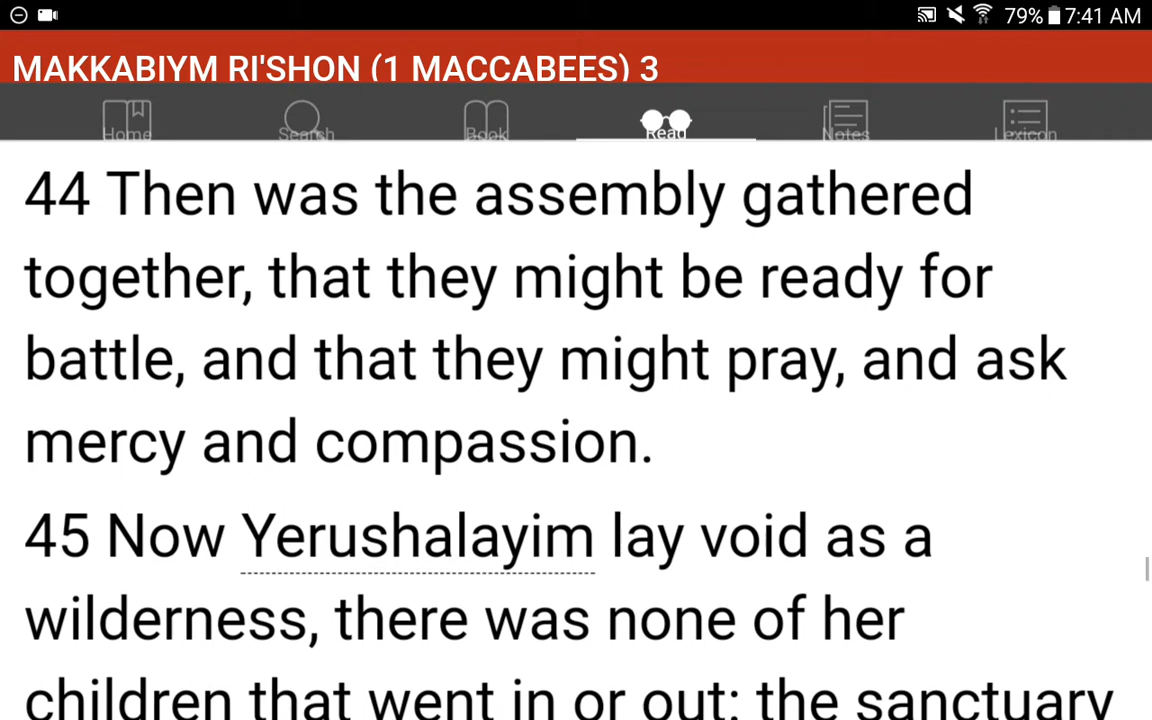 79% 7:41 AM
MAKKABIYM RI'SHON (1 MACCABEES) 3
Home Search Book Read Notes Lexicon
44 Then was the assembly gathered
together, that they might be ready for
battle, and that they might pray, and ask
mercy and compassion.
45 Now Yerushalayim lay void as a
wilderness, there was none of her
children that went in or out: the sanctuary